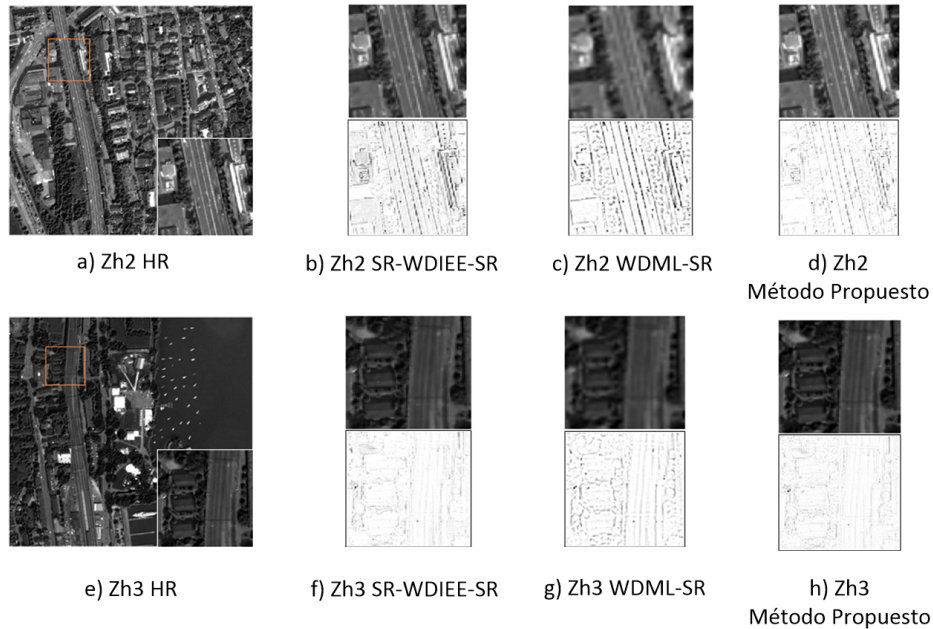 a) Zh2 HR
b) Zh2 SR-WDIEE-SR
c) Zh2 WDML-SR
d) Zh2
Método Propuesto
e) Zh3 HR
f) Zh3 SR-WDIEE-SR
g) Zh3 WDML-SR
h) Zh3
Método Propuesto